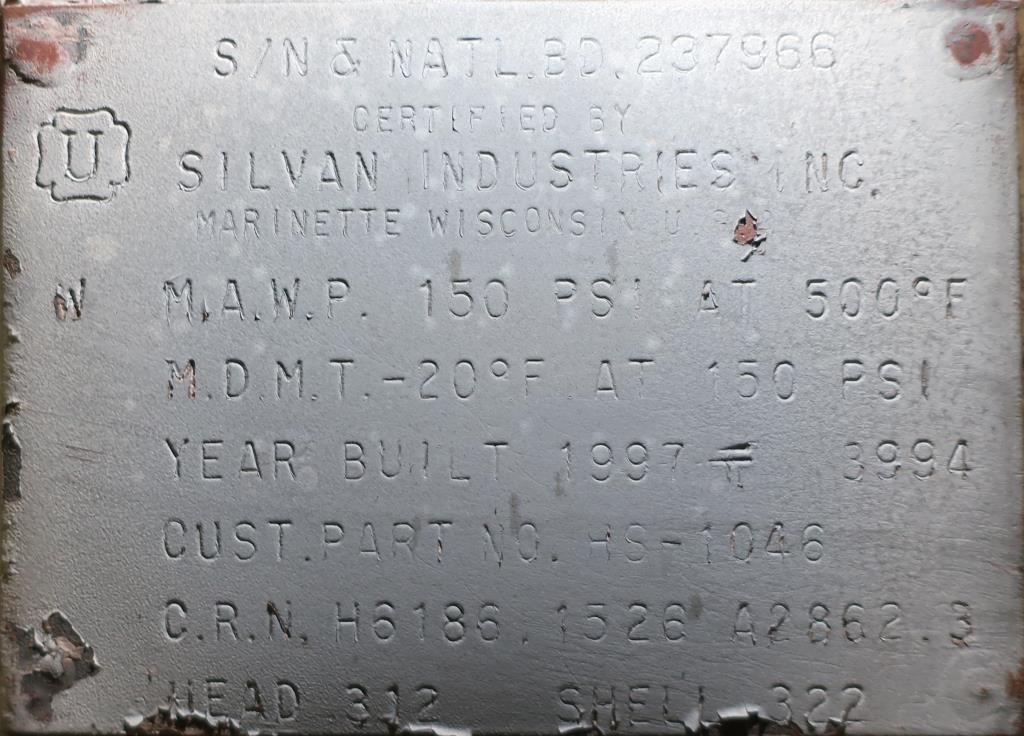 S/N & NATL.BD. 237966
CERTIFIED BY
U
SILVAN INDUSTRIES INC.
MARINETTE WISCONSIN
W M.A.W.P. 150 PSI AT 500°F
M.D.M.T. -20°F AT 150 PSI
YEAR BUILT 1997 3994
CUST. PART NO. HS-1046
C.R.N. H6186.1526 A2862.3
HEAD .312 SHELL .322